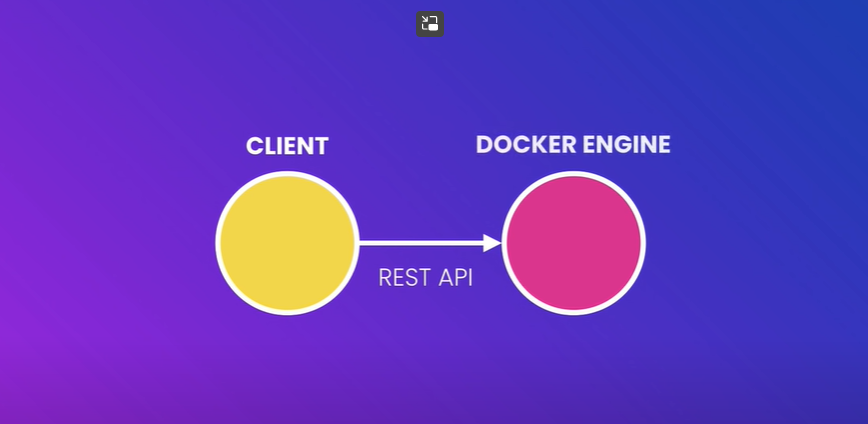 CLIENT
DOCKER ENGINE
REST API